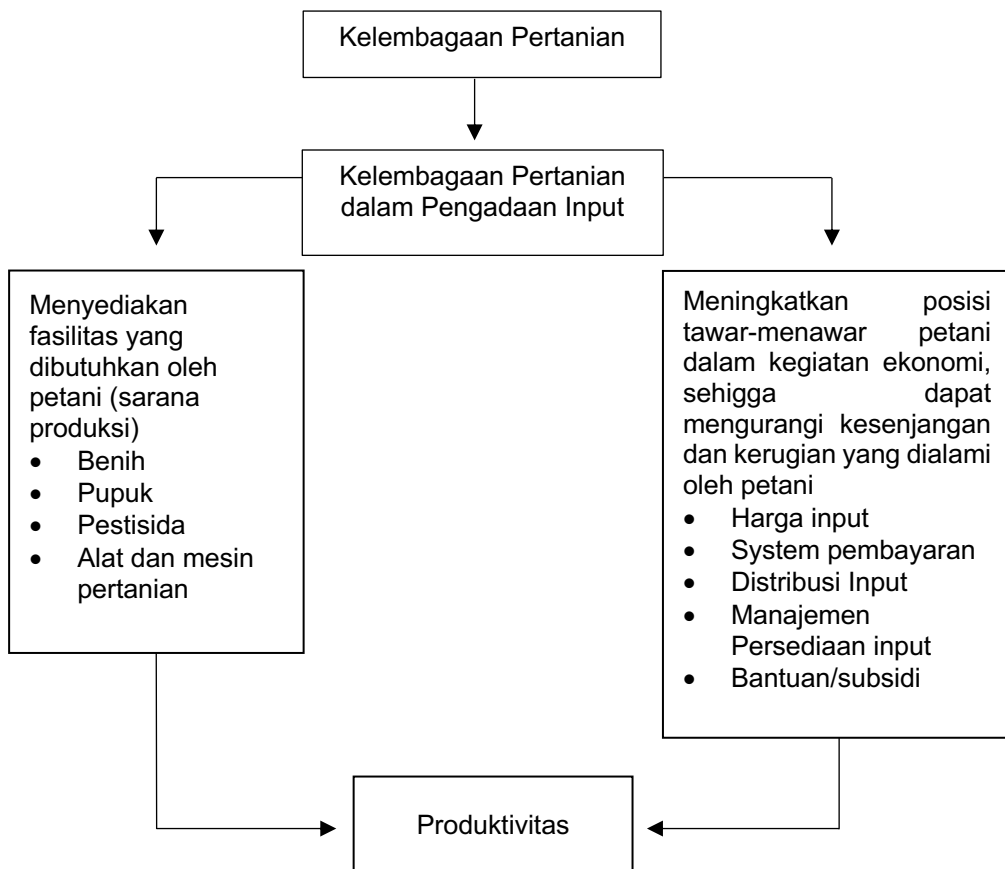 Kelembagaan Pertanian
Kelembagaan Pertanian
dalam Pengadaan Input
Menyediakan
fasilitas yang
dibutuhkan oleh
petani (sarana
produksi)
• Benih
• Pupuk
• Pestisida
• Alat dan mesin
pertanian
Meningkatkan posisi
tawar-menawar petani
dalam kegiatan ekonomi,
sehigga dapat
mengurangi kesenjangan
dan kerugian yang dialami
oleh petani
• Harga input
• System pembayaran
• Distribusi Input
• Manajemen
Persediaan input
• Bantuan/subsidi
Produktivitas